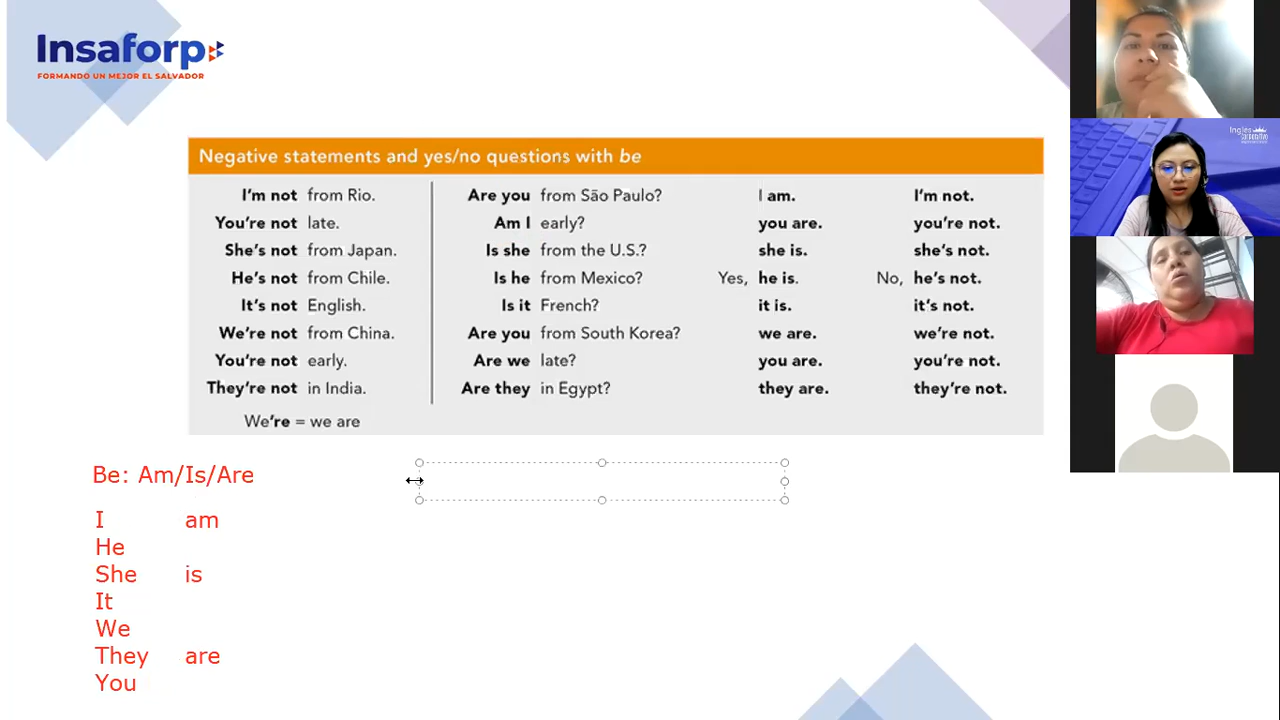 Insaforp
FORMANDO UN MEJOR EL SALVADOR
Negative statements and yes/no questions with be
I'm not from Rio. Are you from São Paulo? I am. I'm not.
You're not late. Am I early? you are. you're not.
She's not from Japan. Is she from the U.S.? she is. she's not.
He's not from Chile. Is he from Mexico? Yes, he is. No, he's not.
It's not English. Is it French? it is. it's not.
We're not from China. Are you from South Korea? we are. we're not.
You're not early. Are we late? you are. you're not.
They're not in India. Are they in Egypt? they are. they're not.
We're = we are
Be: Am/Is/Are
I am
He
She is
It
We
They are
You
Ingles